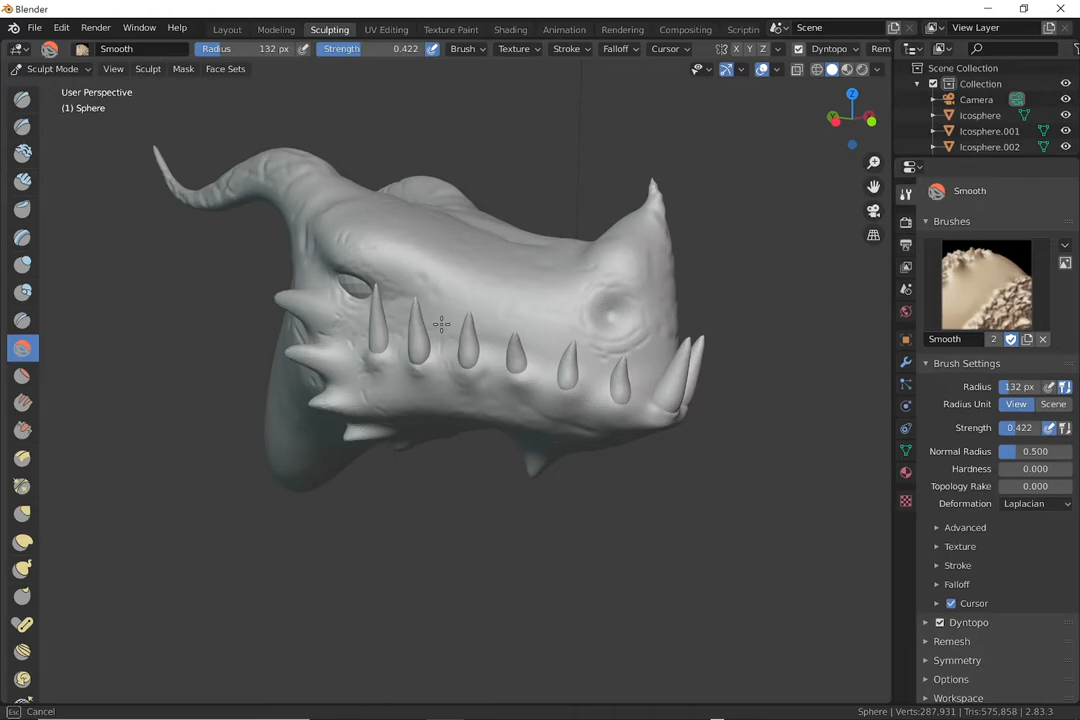 Blender
File Edit Render Window Help Layout Modeling Sculpting UV Editing Texture Paint Shading Animation Rendering Compositing Scriptin Scene View Layer
Smooth Radius 132 px Strength 0.422 Brush Texture Stroke Falloff Cursor X Y Z Dyntopo Rem
Sculpt Mode View Sculpt Mask Face Sets
Scene Collection
Collection
Camera
Icosphere
Icosphere.001
Icosphere.002
User Perspective
(1) Sphere
Z
Y
Smooth
Brushes
Smooth 2
Brush Settings
Radius 132 px
Radius Unit View Scene
Strength 0.422
Normal Radius 0.500
Hardness 0.000
Topology Rake 0.000
Deformation Laplacian
Advanced
Texture
Stroke
Falloff
Cursor
Dyntopo
Remesh
Symmetry
Options
Workspace
Esc Cancel
Sphere | Verts:287,931 | Tris:575,858 | 2.83.3